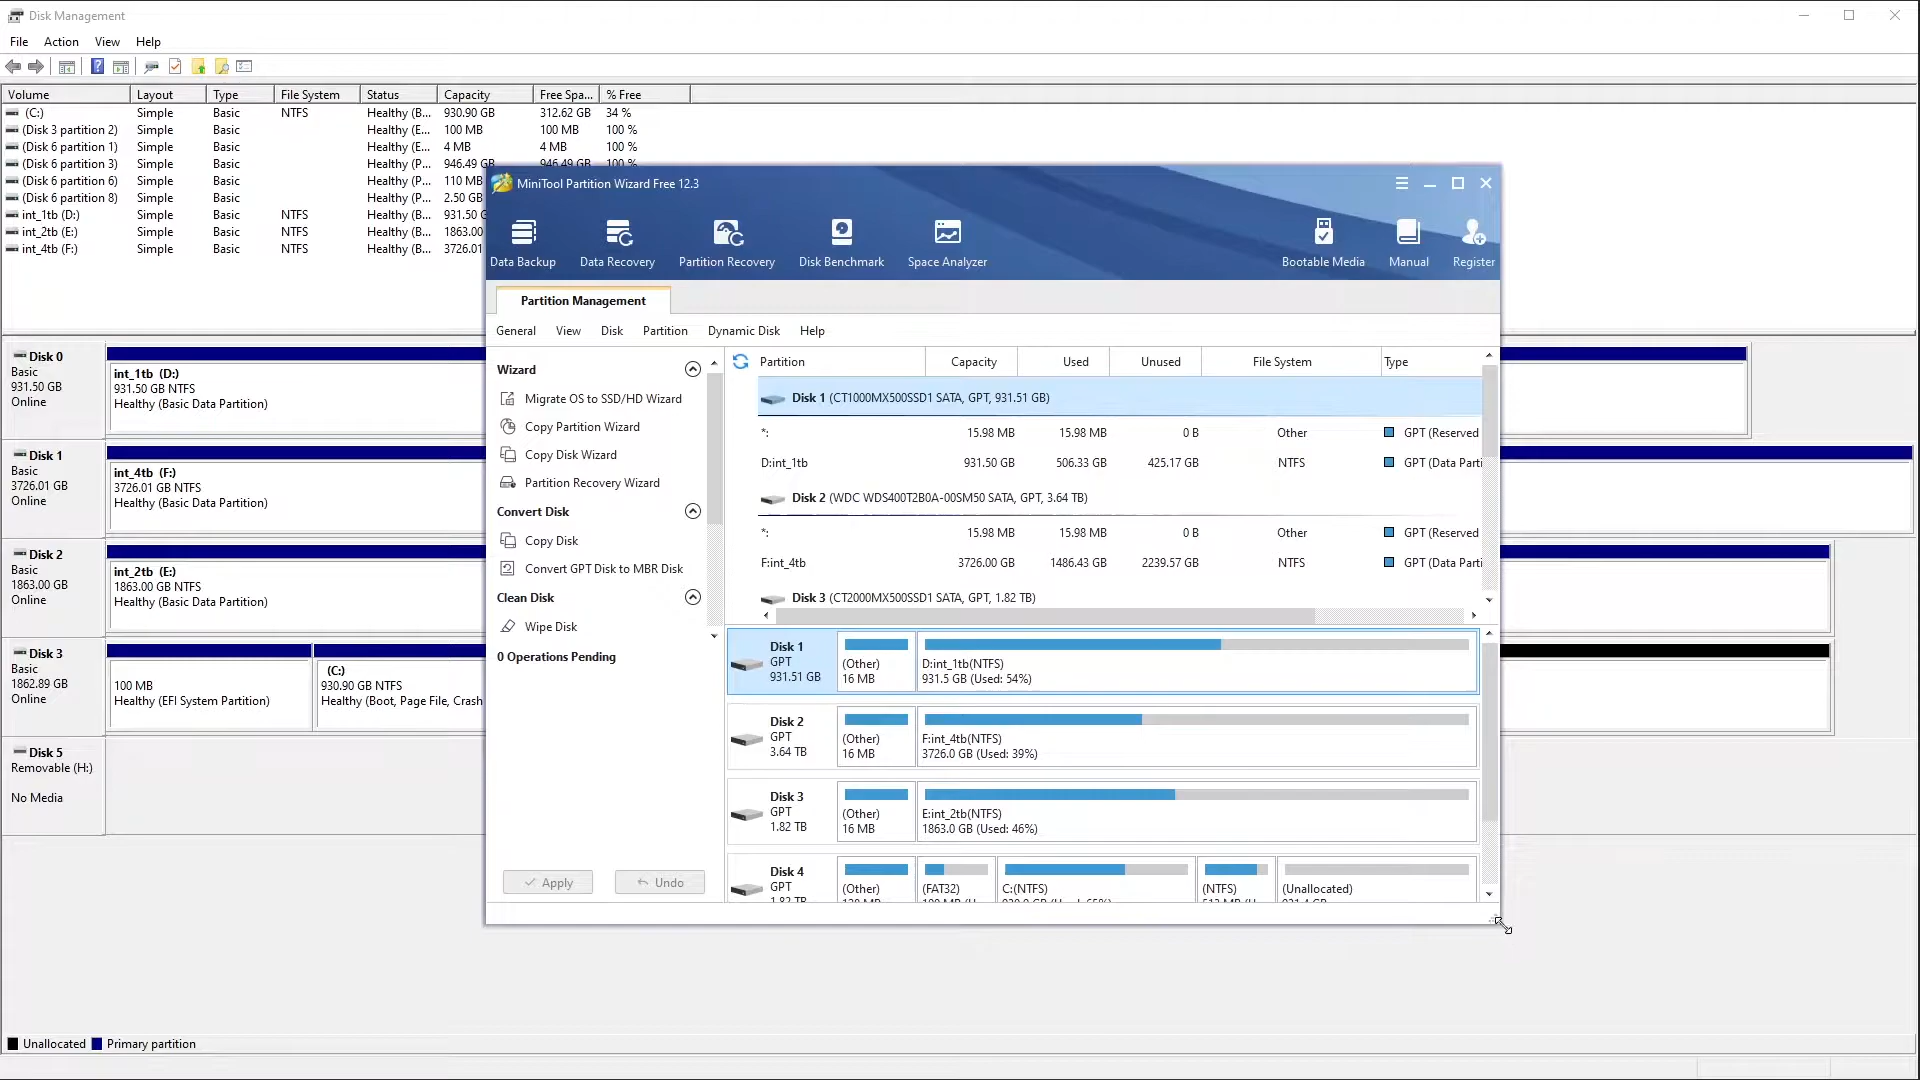 Disk Management
File Action View Help
Volume Layout Type File System Status Capacity Free Spa... % Free
(C:) Simple Basic NTFS Healthy (B... 930.90 GB 312.62 GB 34 %
(Disk 3 partition 2) Simple Basic Healthy (E... 100 MB 100 MB 100 %
(Disk 6 partition 1) Simple Basic Healthy (E... 4 MB 4 MB 100 %
(Disk 6 partition 3) Simple Basic Healthy (P... 946.49 GB 946.49 GB 100 %
(Disk 6 partition 6) Simple Basic Healthy (P... 110 MB
(Disk 6 partition 8) Simple Basic Healthy (P... 2.50 GB
int_1tb (D:) Simple Basic NTFS Healthy (B... 931.50 G
int_2tb (E:) Simple Basic NTFS Healthy (B... 1863.00
int_4tb (F:) Simple Basic NTFS Healthy (B... 3726.01
Disk 0
Basic
931.50 GB
Online
int_1tb (D:)
931.50 GB NTFS
Healthy (Basic Data Partition)
Disk 1
Basic
3726.01 GB
Online
int_4tb (F:)
3726.01 GB NTFS
Healthy (Basic Data Partition)
Disk 2
Basic
1863.00 GB
Online
int_2tb (E:)
1863.00 GB NTFS
Healthy (Basic Data Partition)
Disk 3
Basic
1862.89 GB
Online
100 MB
Healthy (EFI System Partition)
(C:)
930.90 GB NTFS
Healthy (Boot, Page File, Crash
Disk 5
Removable (H:)
No Media
Unallocated Primary partition
MiniTool Partition Wizard Free 12.3
Data Backup Data Recovery Partition Recovery Disk Benchmark Space Analyzer Bootable Media Manual Register
Partition Management
General View Disk Partition Dynamic Disk Help
Wizard
Migrate OS to SSD/HD Wizard
Copy Partition Wizard
Copy Disk Wizard
Partition Recovery Wizard
Convert Disk
Copy Disk
Convert GPT Disk to MBR Disk
Clean Disk
Wipe Disk
0 Operations Pending
Apply Undo
Partition Capacity Used Unused File System Type
Disk 1 (CT1000MX500SSD1 SATA, GPT, 931.51 GB)
*: 15.98 MB 15.98 MB 0 B Other GPT (Reserved
D:int_1tb 931.50 GB 506.33 GB 425.17 GB NTFS GPT (Data Parti
Disk 2 (WDC WDS400T2B0A-00SM50 SATA, GPT, 3.64 TB)
*: 15.98 MB 15.98 MB 0 B Other GPT (Reserved
F:int_4tb 3726.00 GB 1486.43 GB 2239.57 GB NTFS GPT (Data Parti
Disk 3 (CT2000MX500SSD1 SATA, GPT, 1.82 TB)
Disk 1
GPT
931.51 GB
(Other)
16 MB
D:int_1tb(NTFS)
931.5 GB (Used: 54%)
Disk 2
GPT
3.64 TB
(Other)
16 MB
F:int_4tb(NTFS)
3726.0 GB (Used: 39%)
Disk 3
GPT
1.82 TB
(Other)
16 MB
E:int_2tb(NTFS)
1863.0 GB (Used: 46%)
Disk 4
GPT
(Other)
(FAT32)
C:(NTFS)
(NTFS)
(Unallocated)